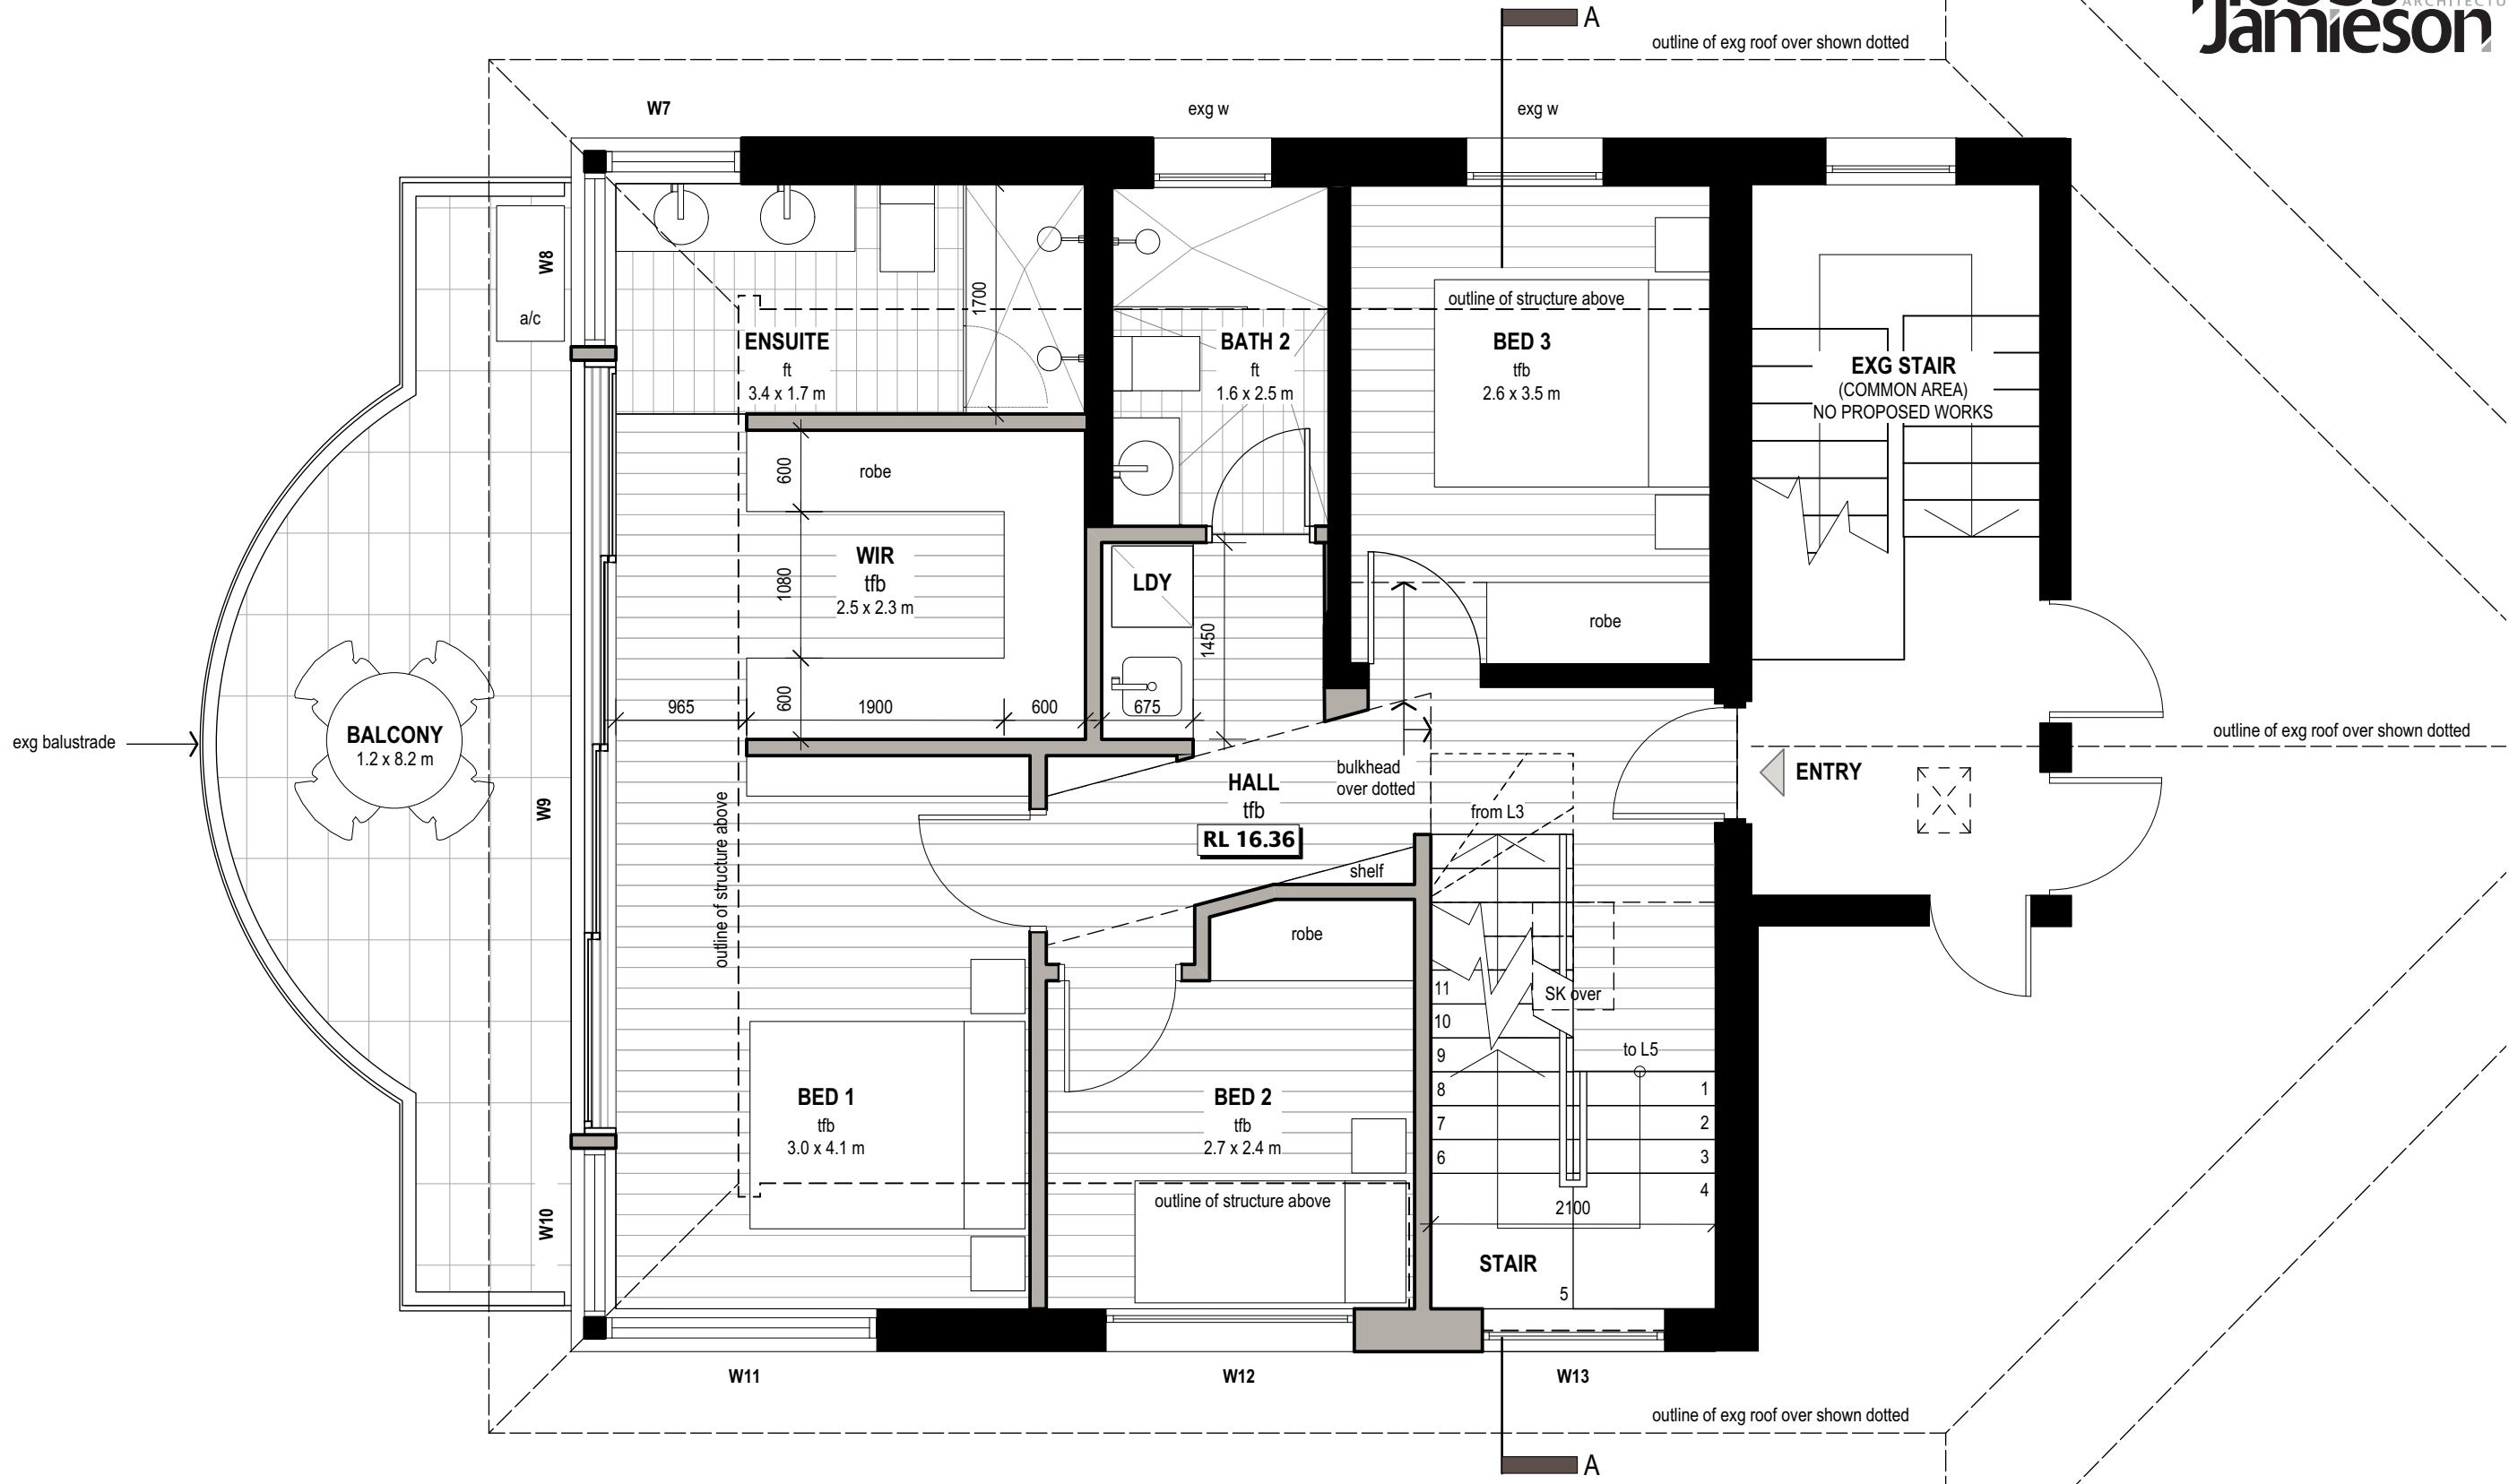 A
ARCHITECTU
Jamieson
outline of exg roof over shown dotted
W7
exg w
exg w
W8
a/c
1700
outline of structure above
ENSUITE
ft
3.4 x 1.7 m
BATH 2
ft
1.6 x 2.5 m
BED 3
tfb
2.6 x 3.5 m
EXG STAIR
(COMMON AREA)
NO PROPOSED WORKS
600
robe
WIR
tfb
2.5 x 2.3 m
1080
LDY
1450
robe
600
965
1900
600
675
BALCONY
1.2 x 8.2 m
exg balustrade
outline of exg roof over shown dotted
HALL
tfb
RL 16.36
bulkhead
over dotted
ENTRY
W9
outline of structure above
from L3
shelf
robe
11
SK over
10
9
to L5
8
1
7
2
6
3
4
BED 1
tfb
3.0 x 4.1 m
BED 2
tfb
2.7 x 2.4 m
outline of structure above
2100
W10
STAIR
5
W11
W12
W13
outline of exg roof over shown dotted
A